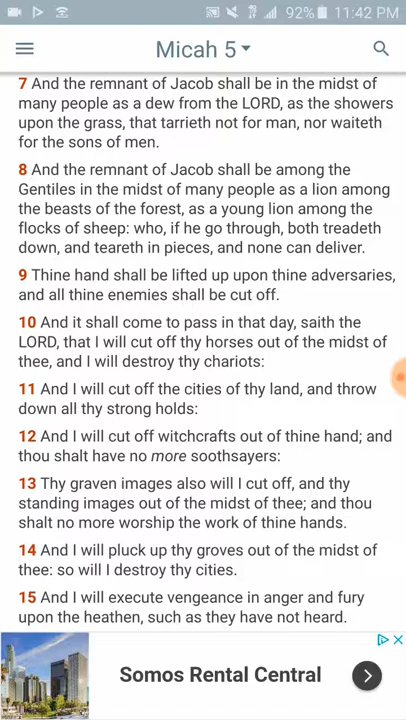 92% 11:42 PM
Micah 5
7 And the remnant of Jacob shall be in the midst of
many people as a dew from the LORD, as the showers
upon the grass, that tarrieth not for man, nor waiteth
for the sons of men.
8 And the remnant of Jacob shall be among the
Gentiles in the midst of many people as a lion among
the beasts of the forest, as a young lion among the
flocks of sheep: who, if he go through, both treadeth
down, and teareth in pieces, and none can deliver.
9 Thine hand shall be lifted up upon thine adversaries,
and all thine enemies shall be cut off.
10 And it shall come to pass in that day, saith the
LORD, that I will cut off thy horses out of the midst of
thee, and I will destroy thy chariots:
11 And I will cut off the cities of thy land, and throw
down all thy strong holds:
12 And I will cut off witchcrafts out of thine hand; and
thou shalt have no more soothsayers:
13 Thy graven images also will I cut off, and thy
standing images out of the midst of thee; and thou
shalt no more worship the work of thine hands.
14 And I will pluck up thy groves out of the midst of
thee: so will I destroy thy cities.
15 And I will execute vengeance in anger and fury
upon the heathen, such as they have not heard.
Somos Rental Central